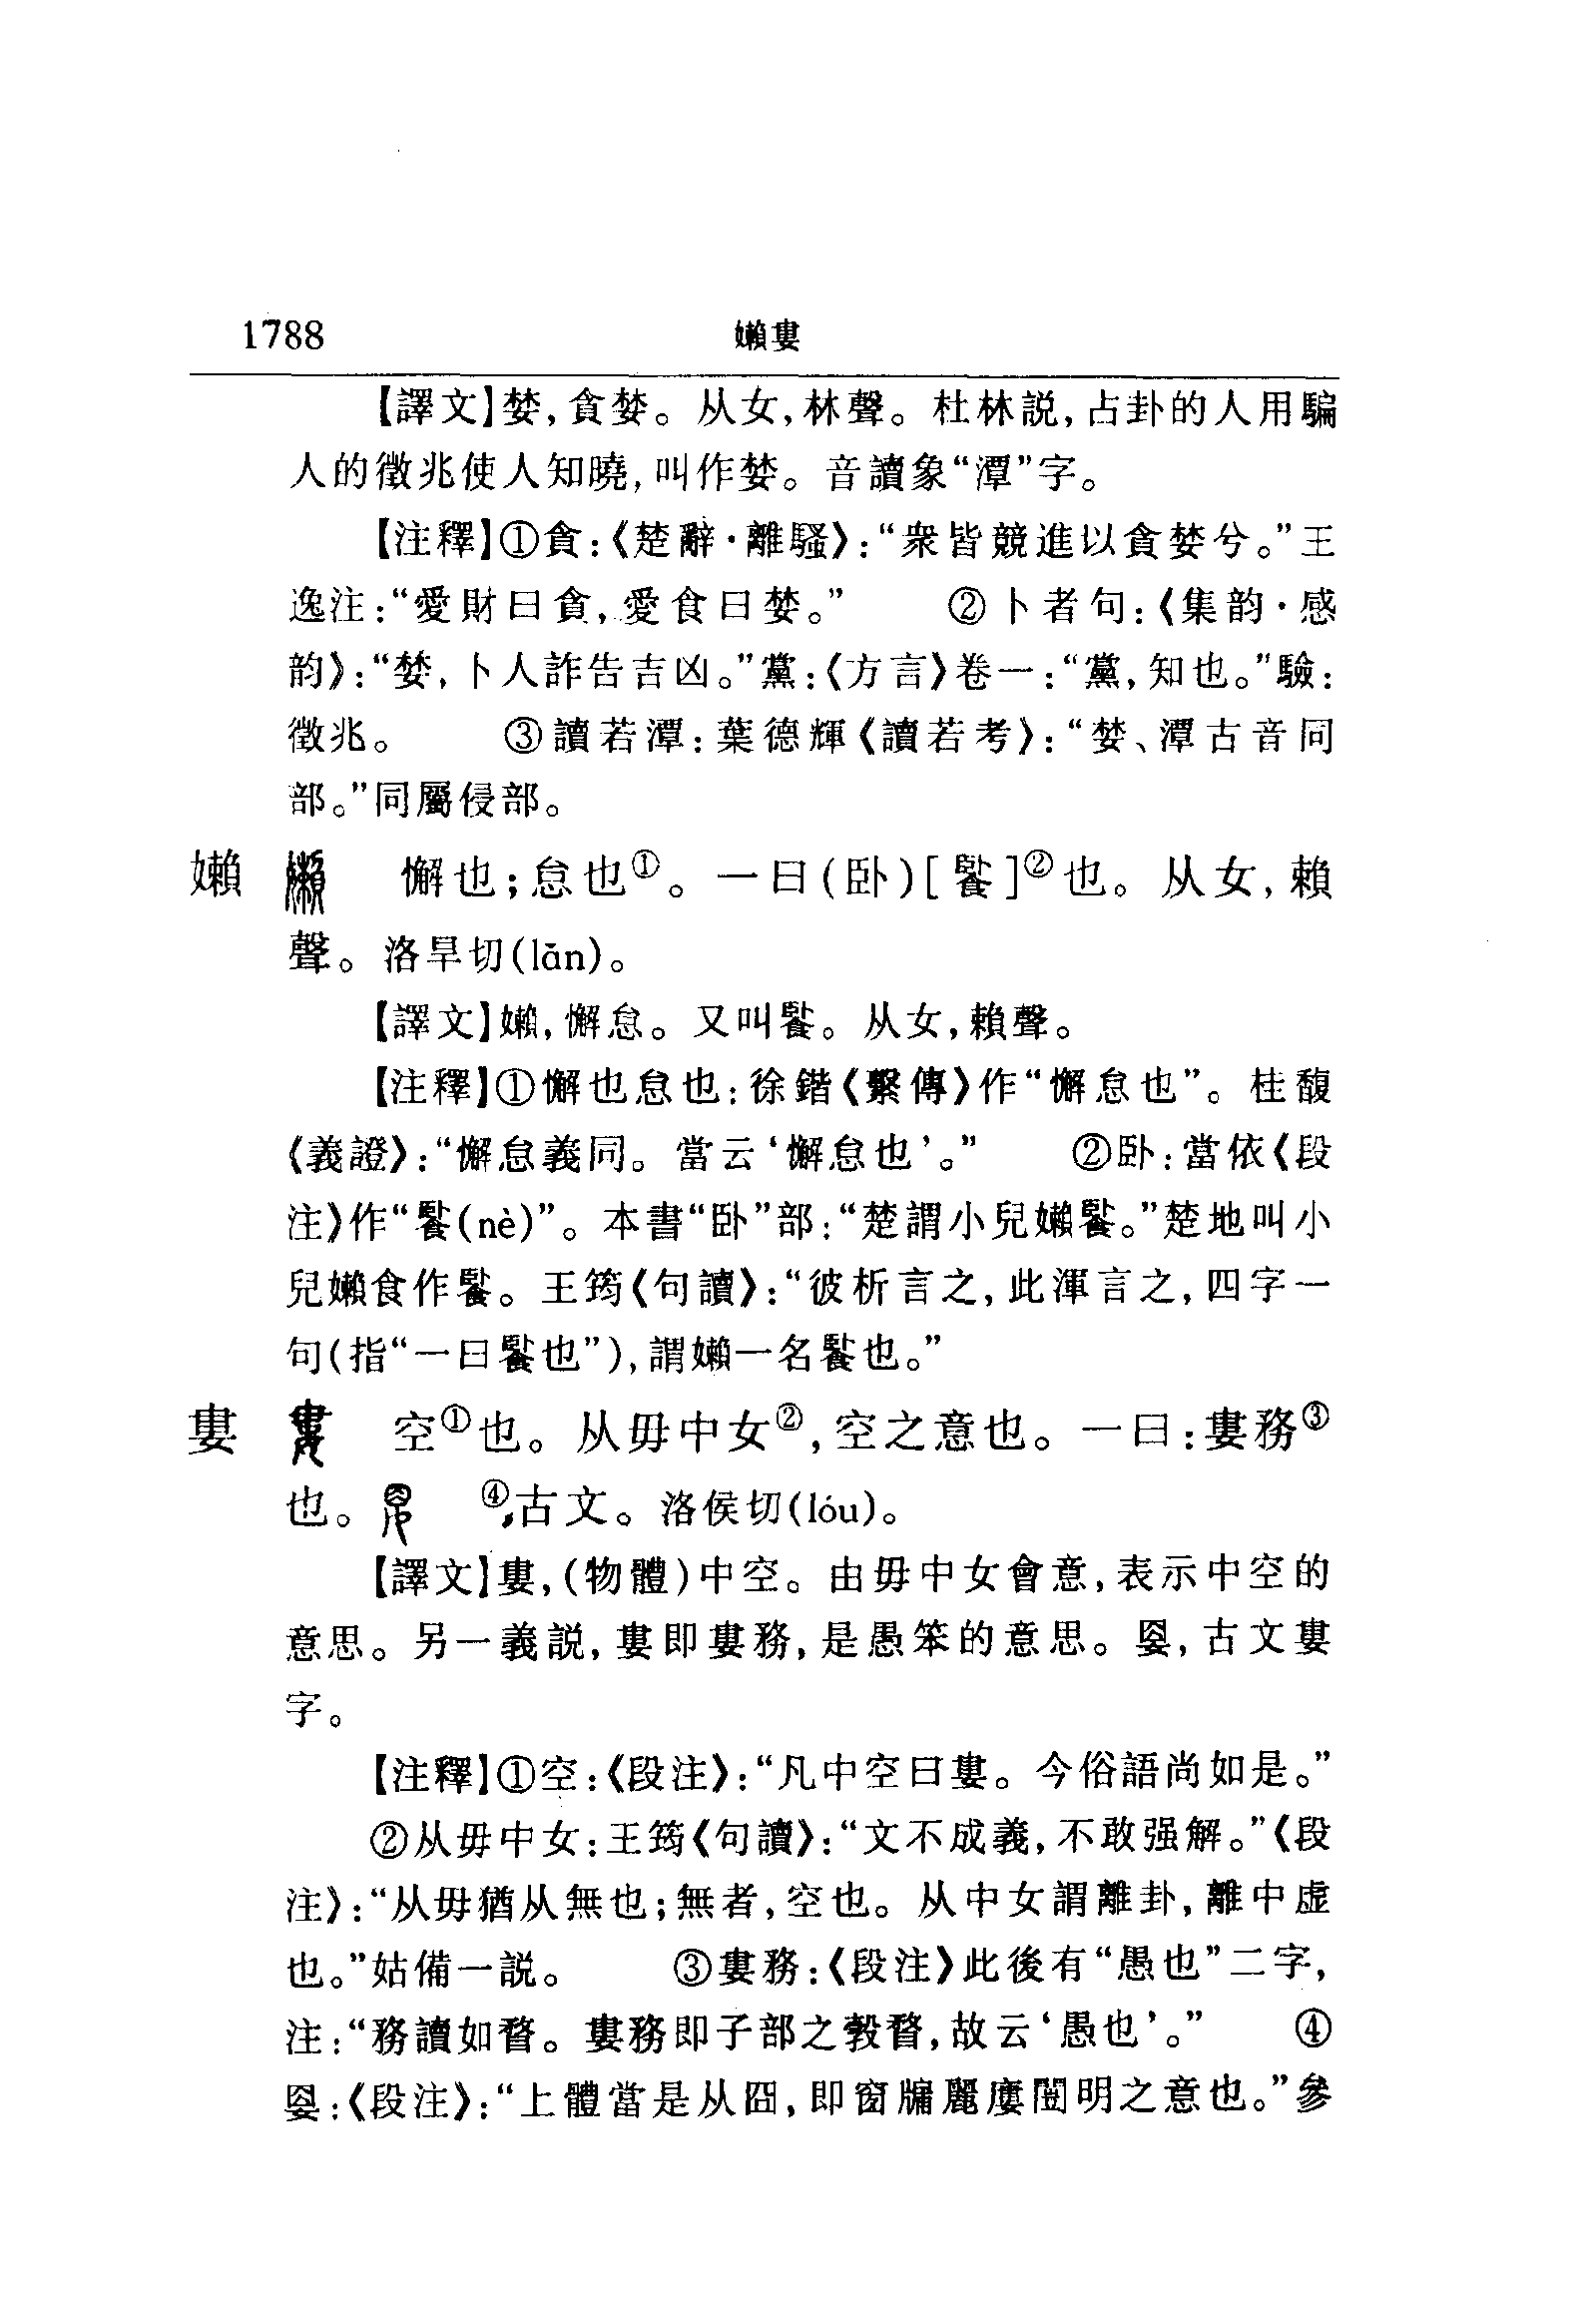 1788 嬾婁
【譯文】婪,貪婪。从女,林聲。杜林説,占卦的人用騙
人的徵兆使人知曉,叫作婪。音讀象“潭”字。
【注釋】①貪:《楚辭·離騷》:“衆皆競進以貪婪兮。”王
逸注:“愛財曰貪,愛食曰婪。” ②卜者句:《集韵·感
韵》:“婪,卜人詐告吉凶。”黨:《方言》卷一:“黨,知也。”驗:
徵兆。 ③讀若潭:葉德輝《讀若考》:“婪、潭古音同
部。”同屬侵部。
嬾 懈也;怠也①。一曰(卧)[䬥]②也。从女,賴
聲。洛旱切(lǎn)。
【譯文】嬾,懈怠。又叫䬥。从女,賴聲。
【注釋】①懈也怠也:徐鍇《繫傳》作“懈怠也”。桂馥
《義證》:“懈怠義同。當云‘懈怠也’。” ②卧:當依《段
注》作“䬥(nè)”。本書“卧”部:“楚謂小兒嬾䬥。”楚地叫小
兒嬾食作䬥。王筠《句讀》:“彼析言之,此渾言之,四字一
句(指“一曰䬥也”),謂嬾一名䬥也。”
婁 空①也。从毋中女②,空之意也。一曰:婁務③
也。 ④,古文。洛侯切(lóu)。
【譯文】婁,(物體)中空。由毋中女會意,表示中空的
意思。另一義説,婁即婁務,是愚笨的意思。𡜰,古文婁
字。
【注釋】①空:《段注》:“凡中空曰婁。今俗語尚如是。”
②从毋中女:王筠《句讀》:“文不成義,不敢强解。”《段
注》:“从毋猶从無也;無者,空也。从中女謂離卦,離中虚
也。”姑備一説。 ③婁務:《段注》此後有“愚也”二字,
注:“務讀如瞀。婁務即子部之㝅瞀,故云‘愚也’。” ④
𡜰:《段注》:“上體當是从囧,即窗牖麗廔闓明之意也。”參